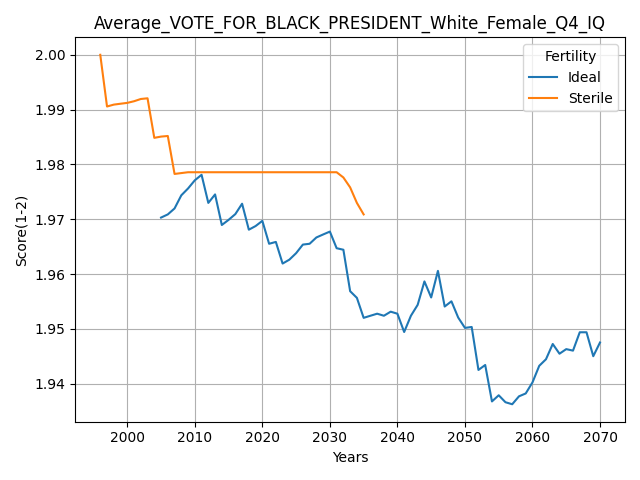 Average_VOTE_FOR_BLACK_PRESIDENT_White_Female_Q4_IQ
Fertility
Ideal
Sterile
Score(1-2)
2.00
1.99
1.98
1.97
1.96
1.95
1.94
2000 2010 2020 2030 2040 2050 2060 2070
Years